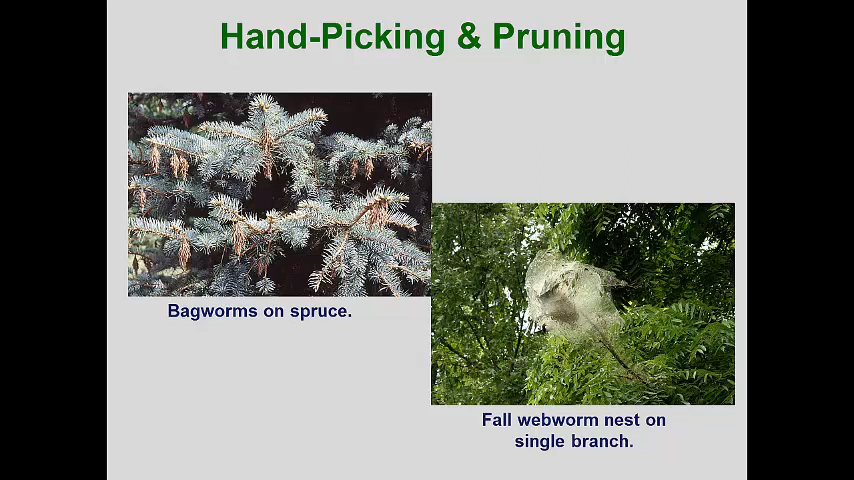 Hand-Picking & Pruning
Bagworms on spruce.
Fall webworm nest on
single branch.